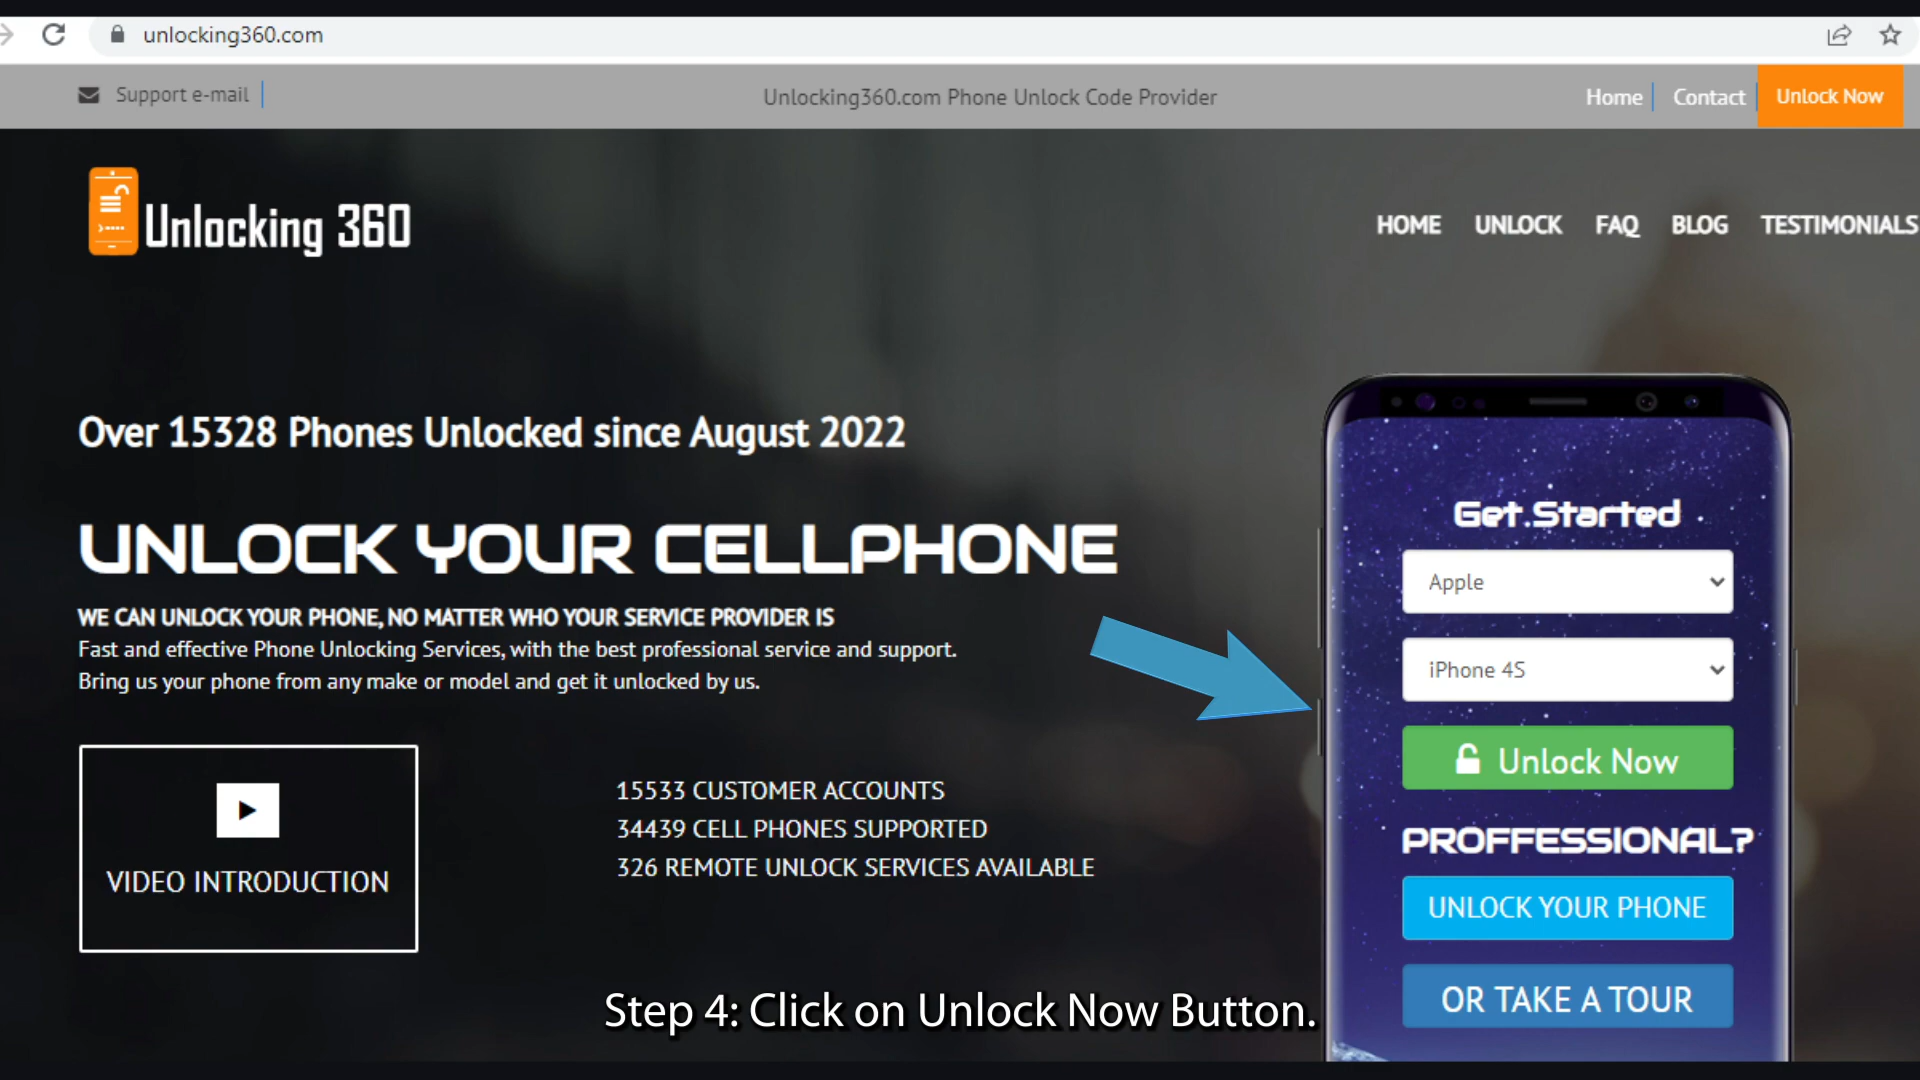 unlocking360.com
Support e-mail
Unlocking360.com Phone Unlock Code Provider
Home
Contact
Unlock Now
Unlocking 360
HOME
UNLOCK
FAQ
BLOG
TESTIMONIALS
Over 15328 Phones Unlocked since August 2022
UNLOCK YOUR CELLPHONE
WE CAN UNLOCK YOUR PHONE, NO MATTER WHO YOUR SERVICE PROVIDER IS
Fast and effective Phone Unlocking Services, with the best professional service and support.
Bring us your phone from any make or model and get it unlocked by us.
VIDEO INTRODUCTION
15533 CUSTOMER ACCOUNTS
34439 CELL PHONES SUPPORTED
326 REMOTE UNLOCK SERVICES AVAILABLE
Get Started
Apple
iPhone 4S
Unlock Now
PROFFESSIONAL?
UNLOCK YOUR PHONE
OR TAKE A TOUR
Step 4: Click on Unlock Now Button.